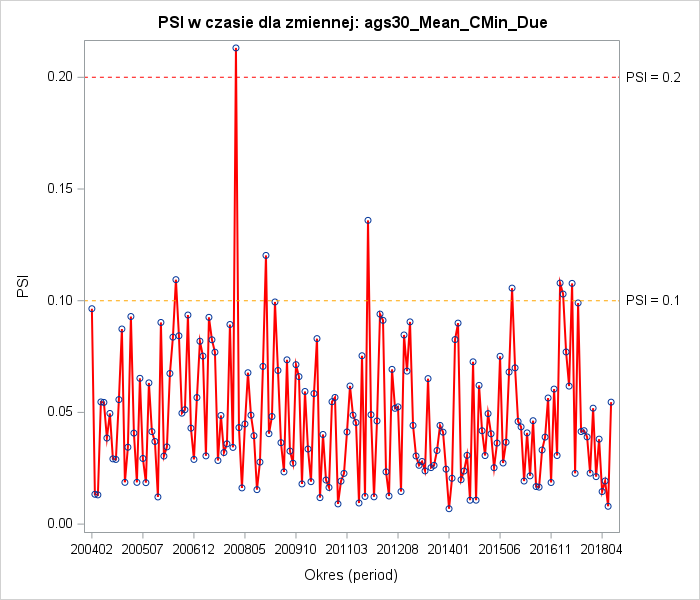 PSI w czasie dla zmiennej: ags30_Mean_CMin_Due
0.20
PSI = 0.2
0.15
PSI
0.10
PSI = 0.1
0.05
0.00
200402 200507 200612 200805 200910 201103 201208 201401 201506 201611 201804
Okres (period)